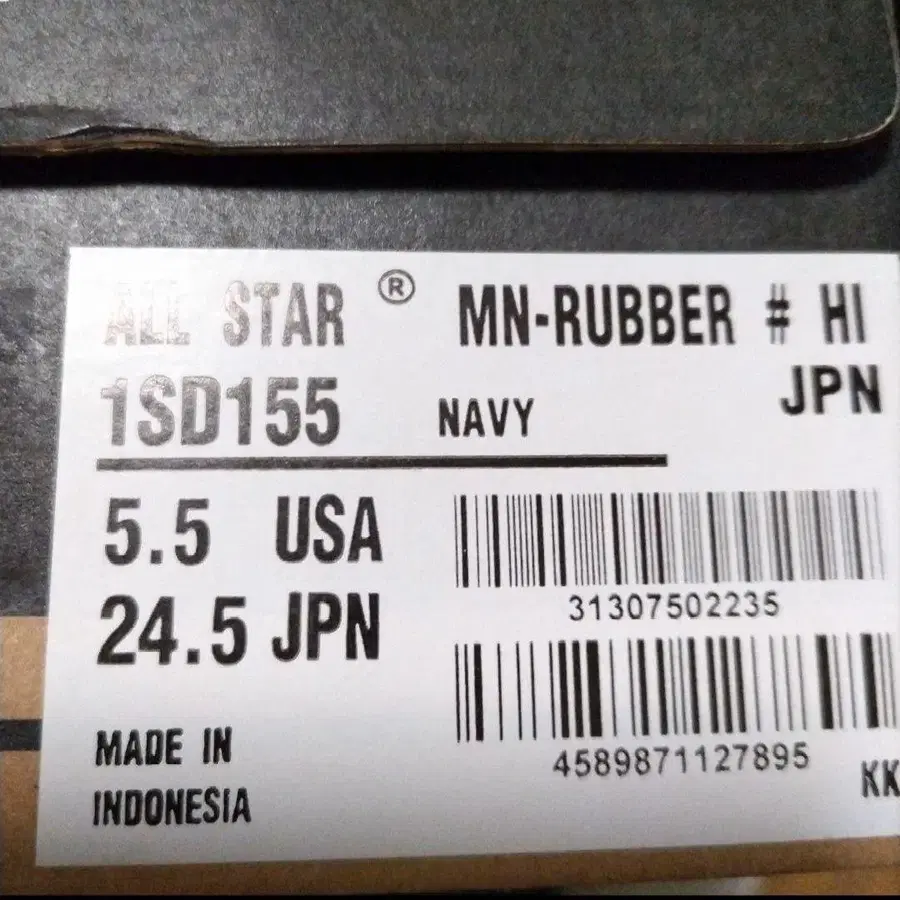 ALL STAR ® MN-RUBBER # HI
1SD155 NAVY JPN
5.5 USA
24.5 JPN
31307502235
4589871127895
MADE IN
INDONESIA
KK